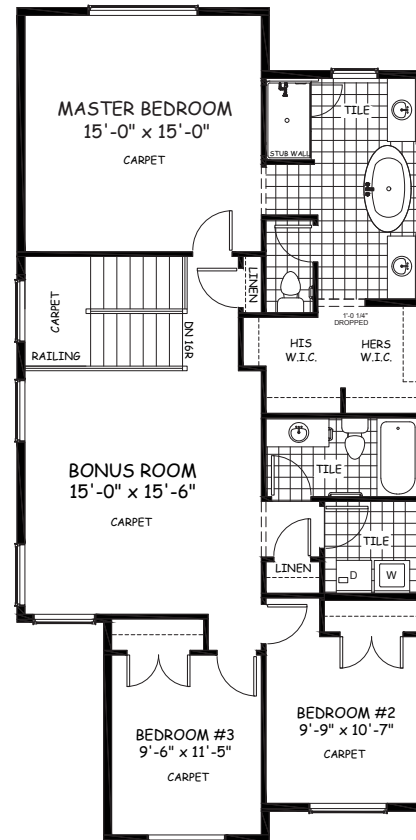 MASTER BEDROOM
15'-0" x 15'-0"
CARPET
TILE
STUB WALL
LINEN
CARPET
DN 16R
RAILING
1'-0 1/4"
DROPPED
HIS
W.I.C.
HERS
W.I.C.
TILE
BONUS ROOM
15'-0" x 15'-6"
CARPET
TILE
LINEN
D
W
BEDROOM #2
9'-9" x 10'-7"
CARPET
BEDROOM #3
9'-6" x 11'-5"
CARPET